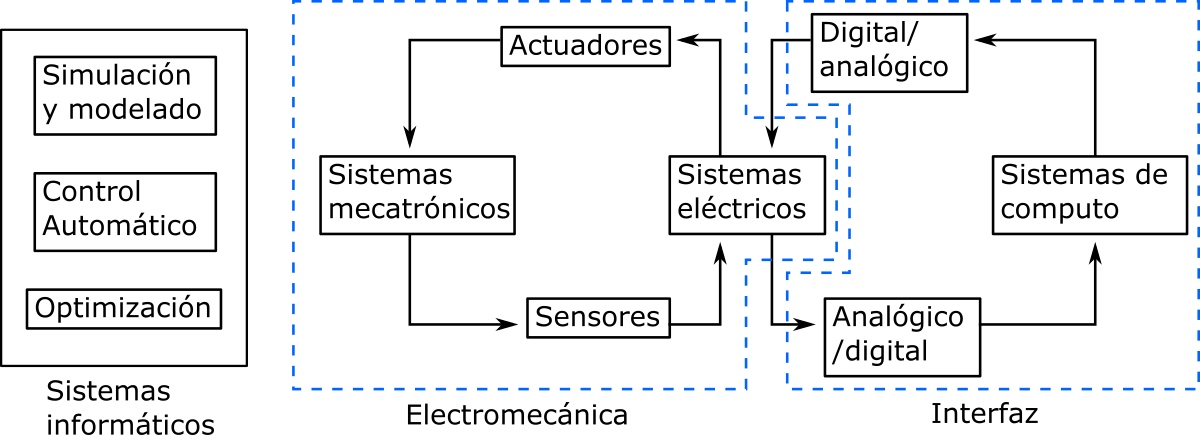 Simulación
y modelado
Control
Automático
Optimización
Sistemas
informáticos
Actuadores
Sistemas
mecatrónicos
Sistemas
eléctricos
Sensores
Electromecánica
Digital/
analógico
Sistemas de
computo
Analógico
/digital
Interfaz